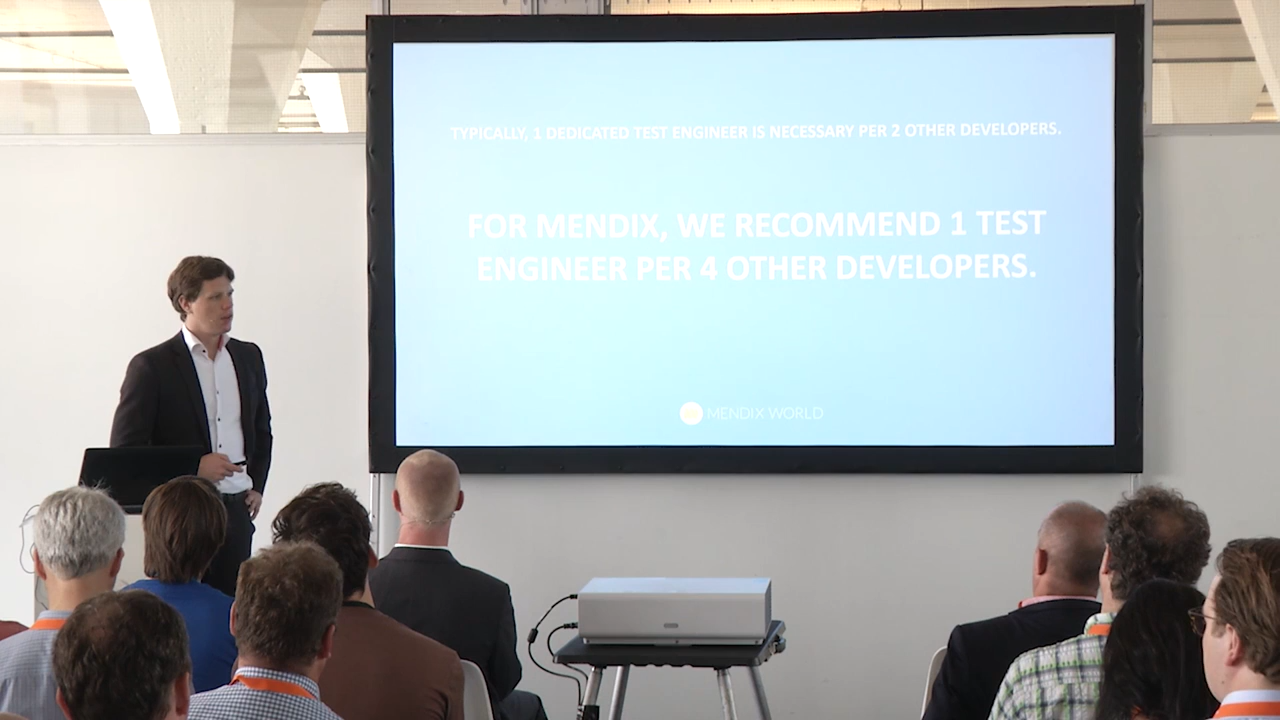 TYPICALLY, 1 DEDICATED TEST ENGINEER IS NECESSARY PER 2 OTHER DEVELOPERS.
FOR MENDIX, WE RECOMMEND 1 TEST
ENGINEER PER 4 OTHER DEVELOPERS.
MENDIX WORLD